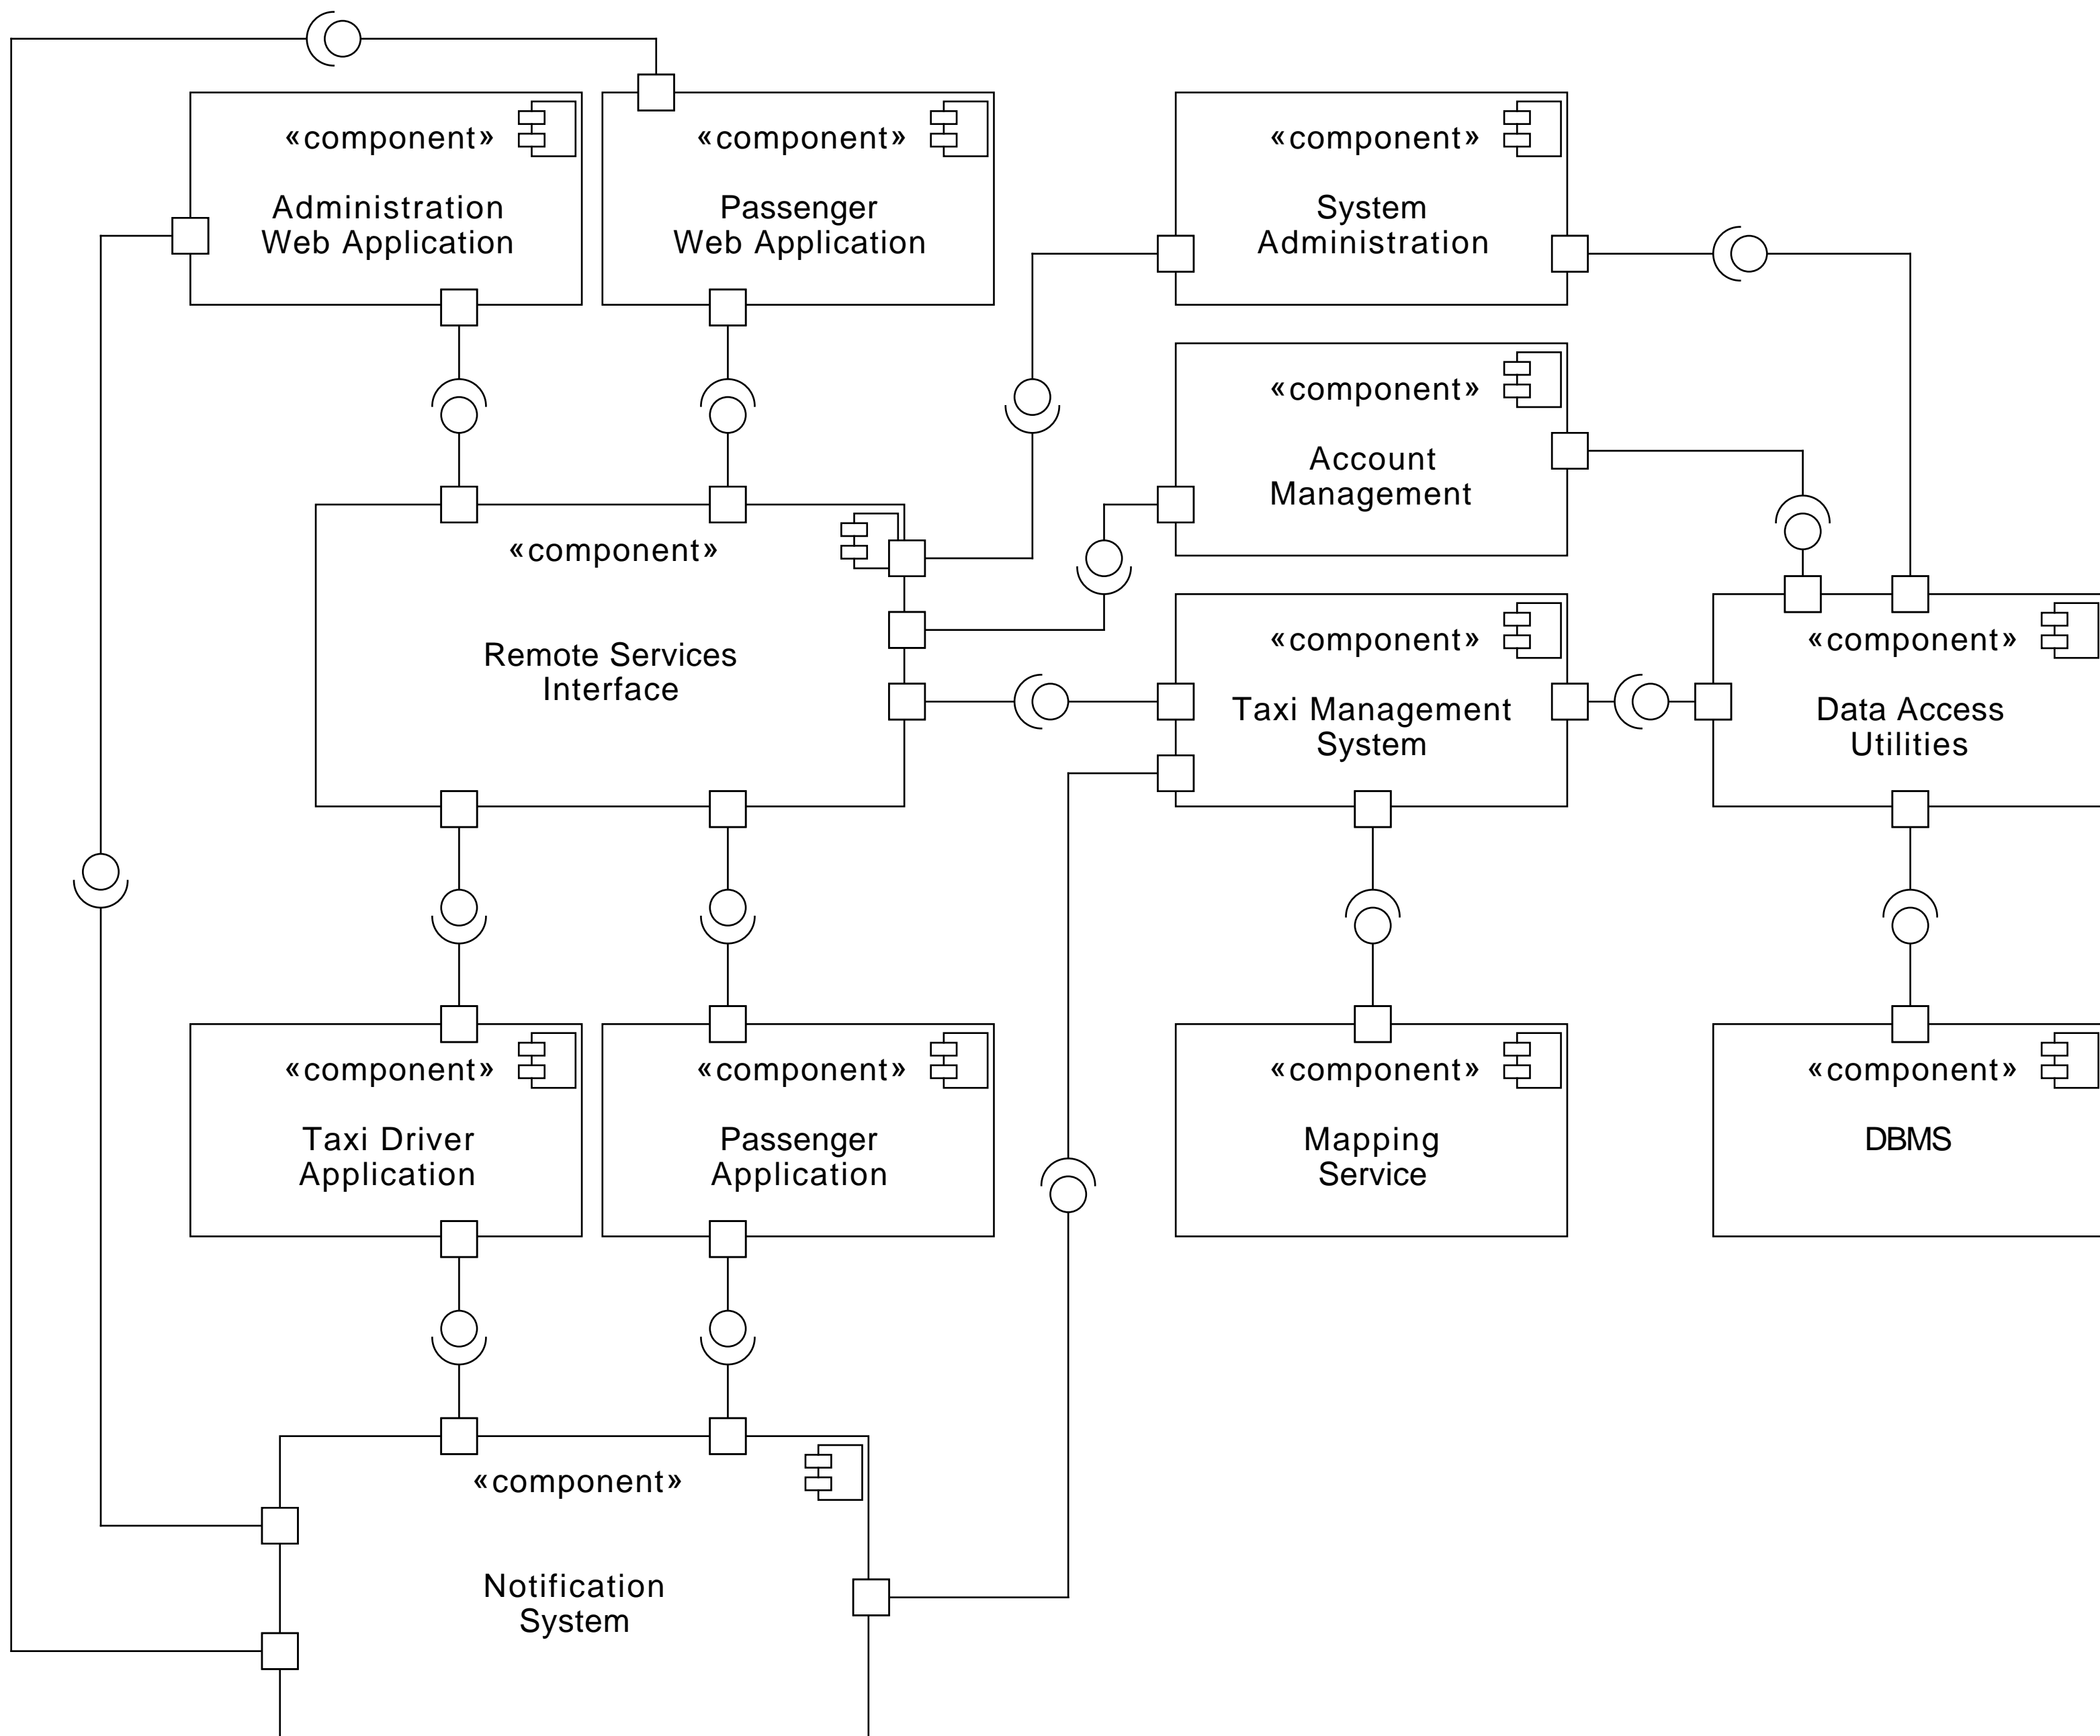 «component»
Administration
Web Application
«component»
Passenger
Web Application
«component»
System
Administration
«component»
Account
Management
«component»
Remote Services
Interface
«component»
Taxi Management
System
«component»
Data Access
Utilities
«component»
Taxi Driver
Application
«component»
Passenger
Application
«component»
Mapping
Service
«component»
DBMS
«component»
Notification
System